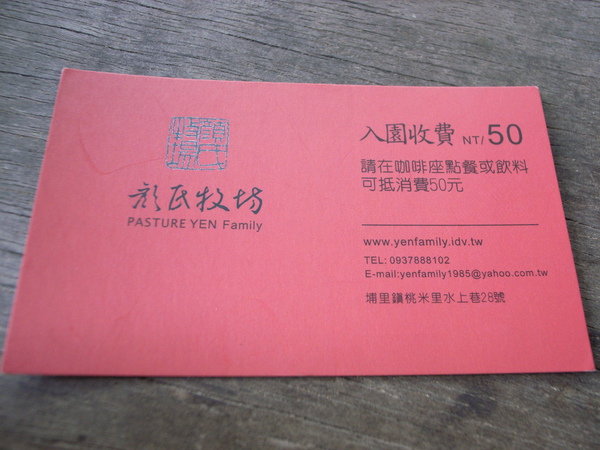 顏氏牧場
顏氏牧場
PASTURE YEN Family
入園收費 NT/ 50
請在咖啡座點餐或飲料
可抵消費50元
www.yenfamily.idv.tw
TEL: 0937888102
E-mail:yenfamily1985@yahoo.com.tw
埔里鎮桃米里水上巷28號